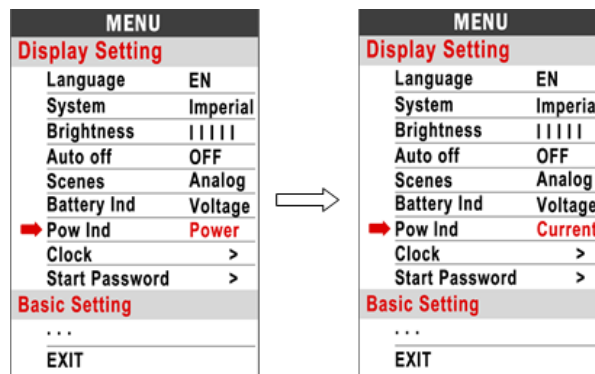 MENU
Display Setting
Language EN
System Imperial
Brightness | | | | |
Auto off OFF
Scenes Analog
Battery Ind Voltage
Pow Ind Power
Clock >
Start Password >
Basic Setting
. . .
EXIT
MENU
Display Setting
Language EN
System Imperia
Brightness | | | | |
Auto off OFF
Scenes Analog
Battery Ind Voltage
Pow Ind Current
Clock >
Start Password >
Basic Setting
. . .
EXIT